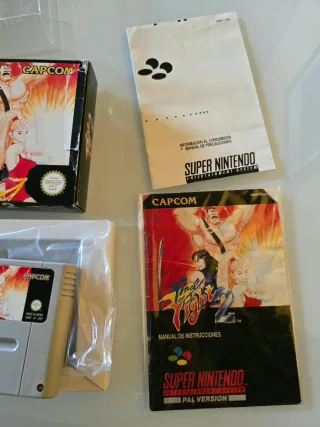 CAPCOM
INFORMACION AL CONSUMIDOR
Y MANUAL DE PRECAUCIONES
SUPER NINTENDO
ENTERTAINMENT SYSTEM
CAPCOM
Final
Fight
2
MANUAL DE INSTRUCCIONES
SUPER NINTENDO
ENTERTAINMENT SYSTEM
PAL VERSION
CAPCOM